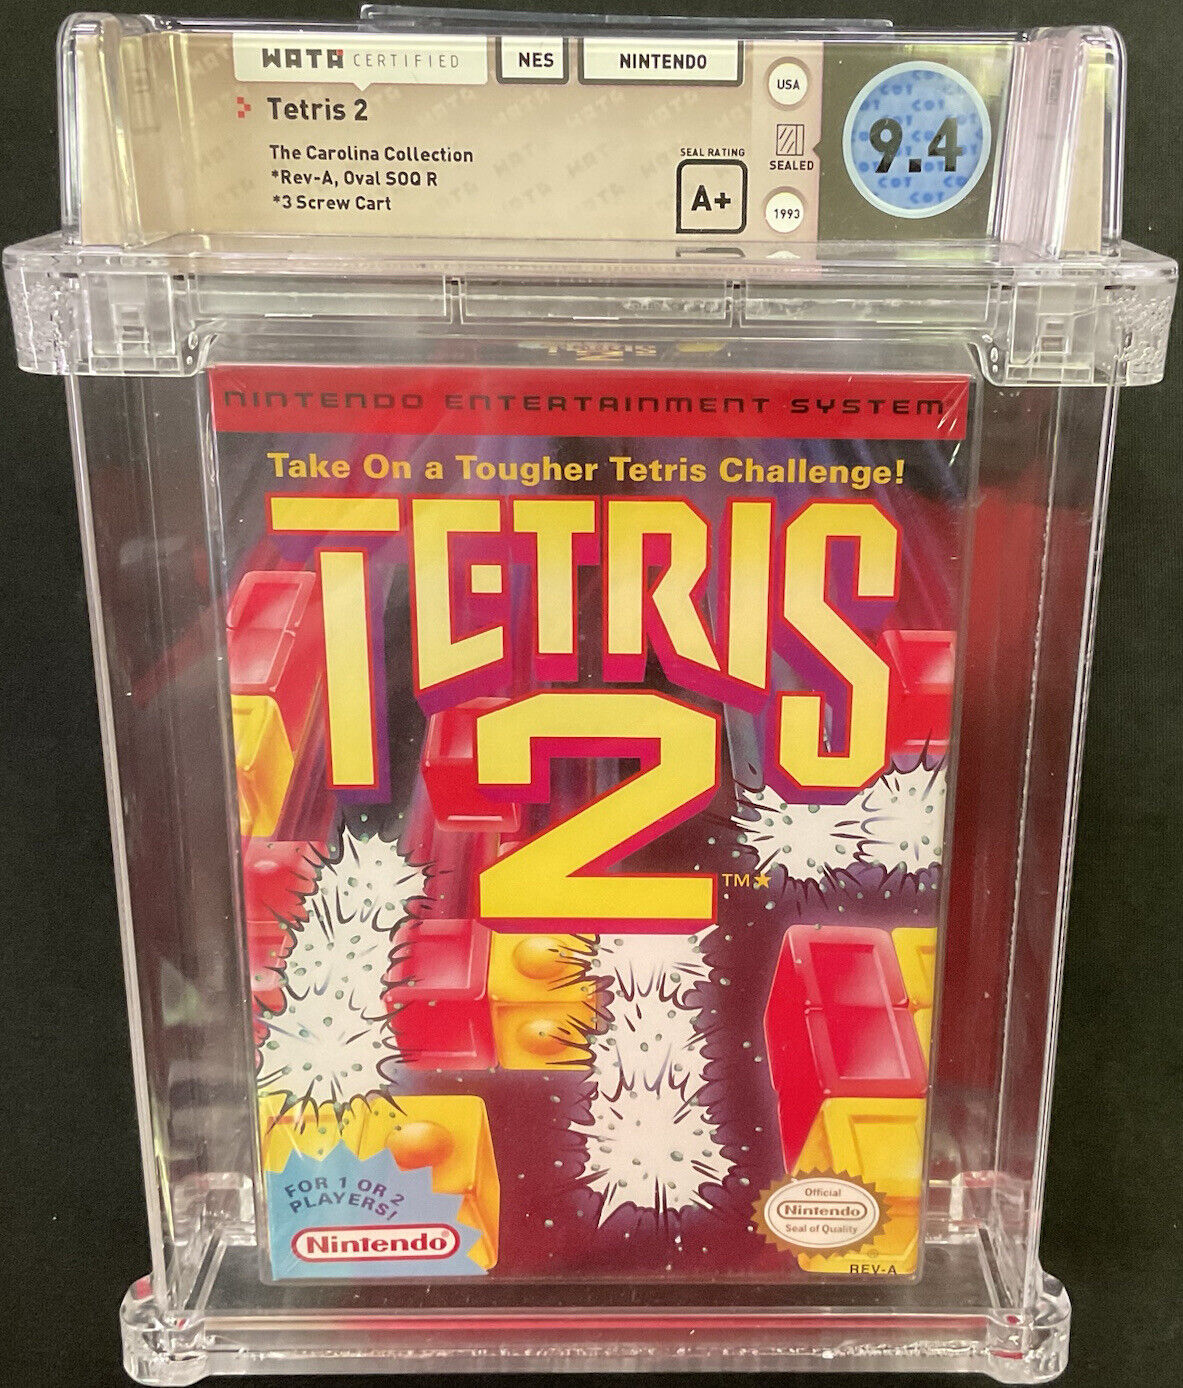 WATA CERTIFIED
NES
NINTENDO
Tetris 2
The Carolina Collection
*Rev-A, Oval SOQ R
*3 Screw Cart
SEAL RATING
A+
USA
SEALED
1993
9.4
TETRIS 2
NINTENDO ENTERTAINMENT SYSTEM
Take On a Tougher Tetris Challenge!
TETRIS
2
TM★
FOR 1 OR 2
PLAYERS!
Nintendo®
Official
Nintendo
Seal of Quality
®
REV-A